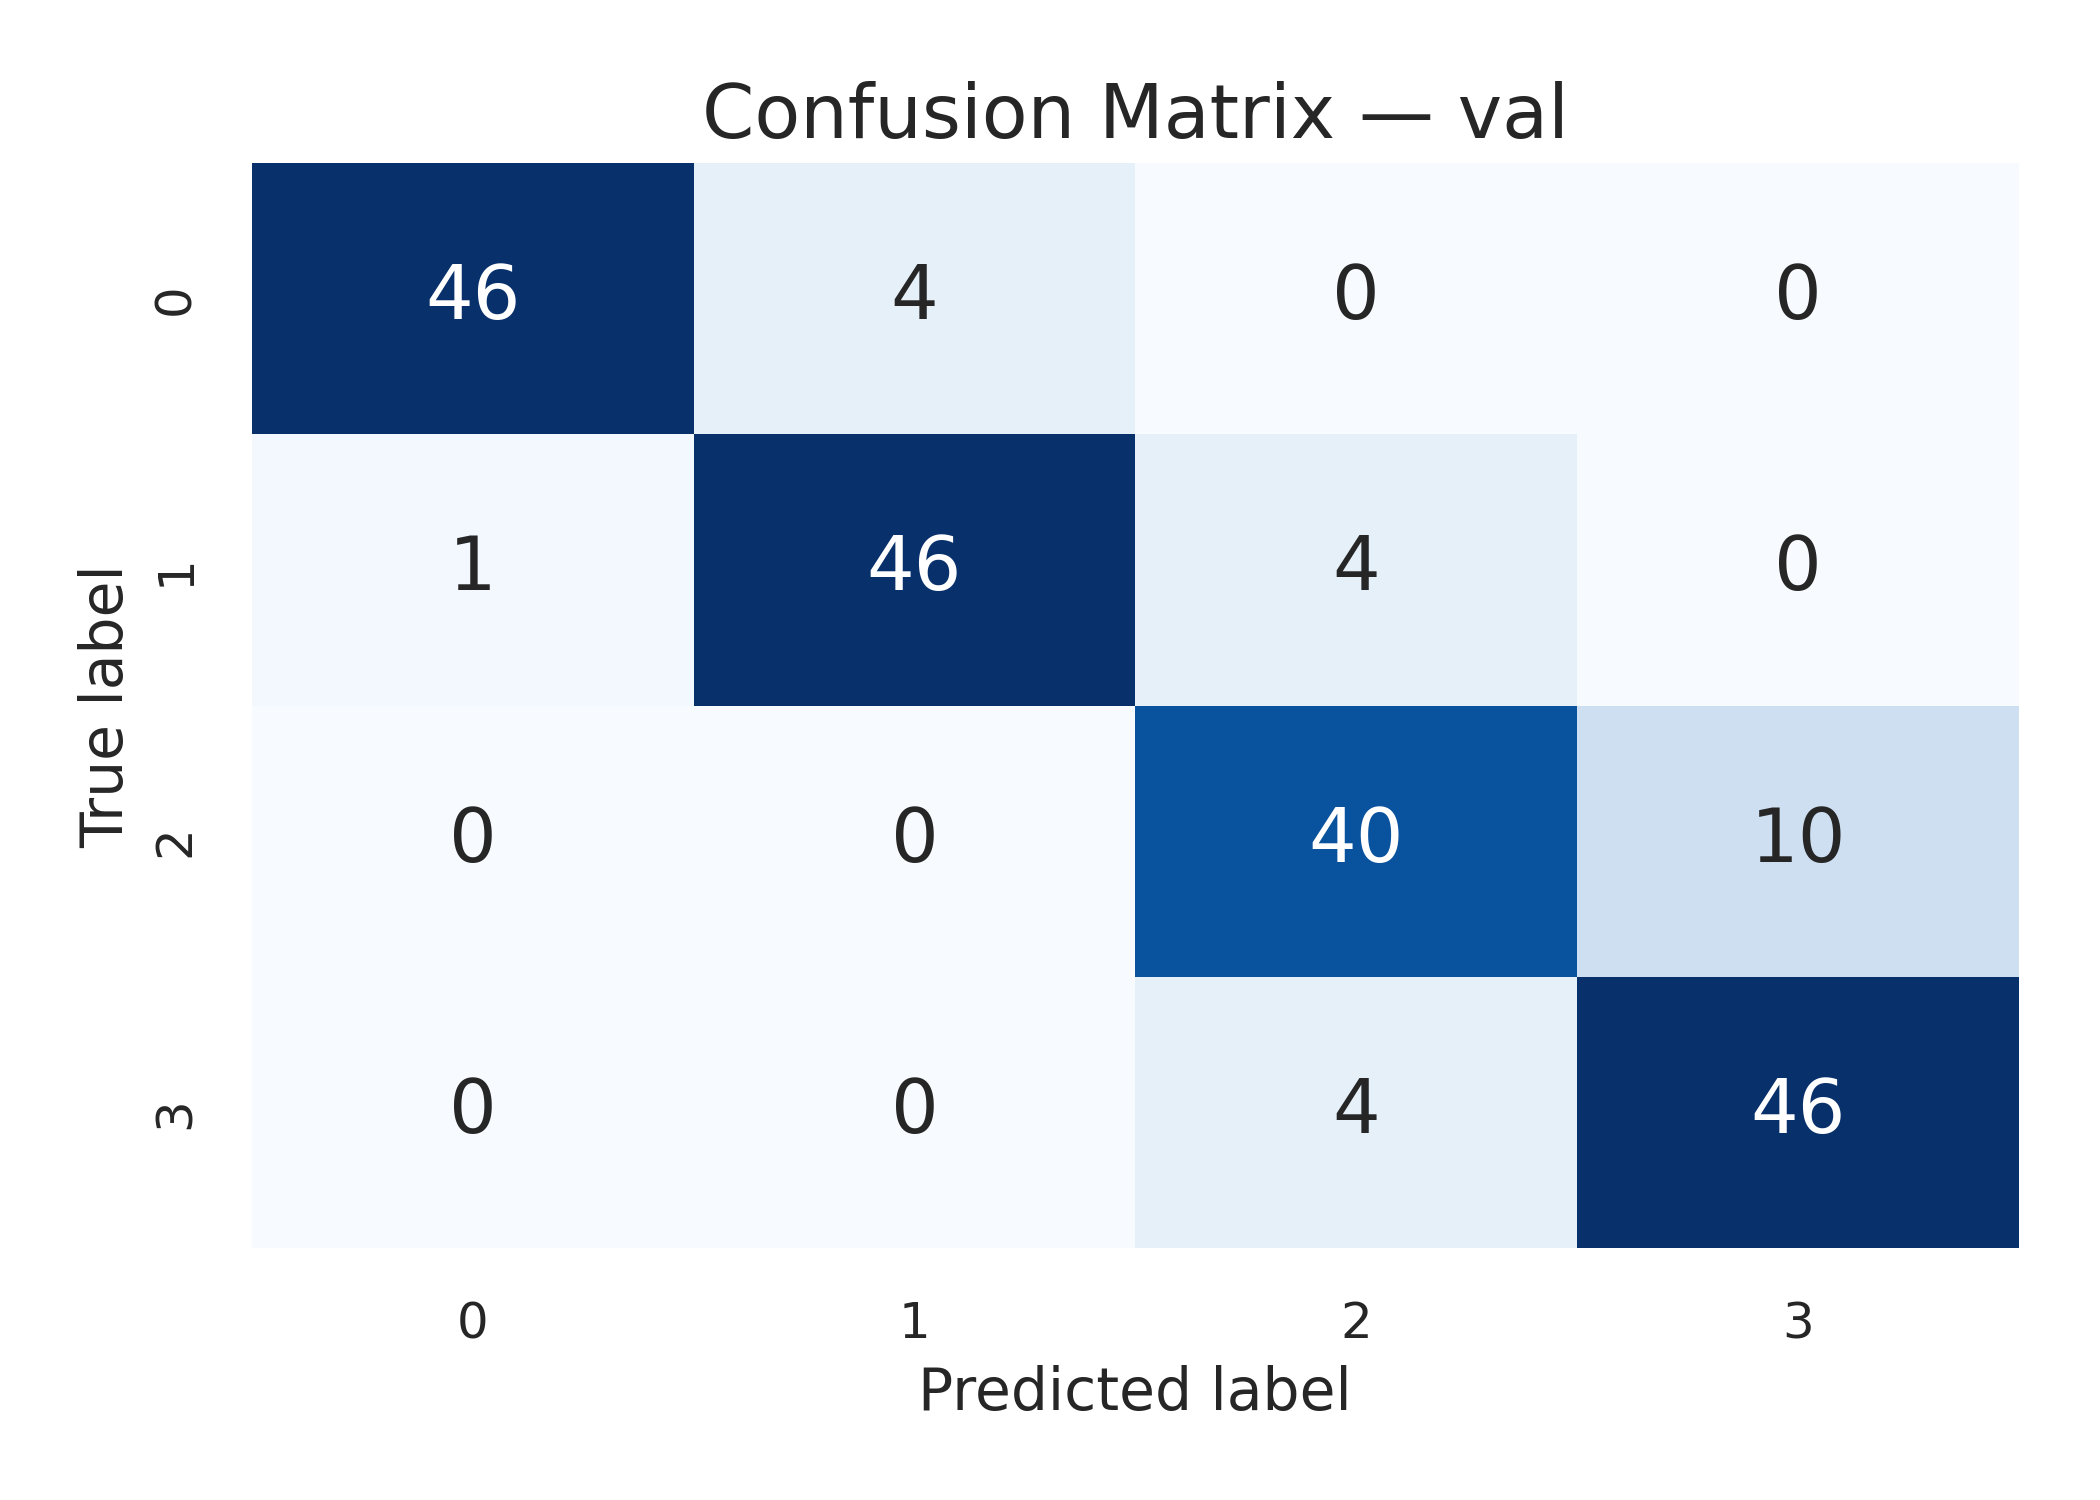 Confusion Matrix — val
True label
0
46 4 0 0
1
1 46 4 0
2
0 0 40 10
3
0 0 4 46
0 1 2 3
Predicted label